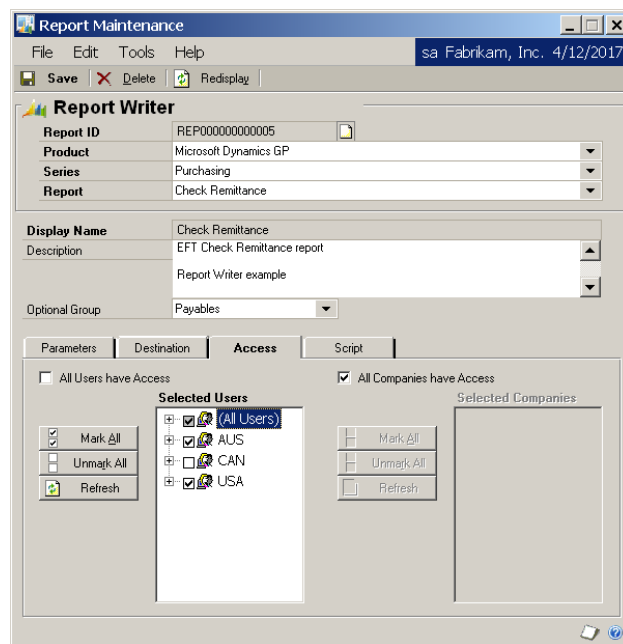 Report Maintenance
File Edit Tools Help sa Fabrikam, Inc. 4/12/2017
Save Delete Redisplay
Report Writer
Report ID REP000000000005
Product Microsoft Dynamics GP
Series Purchasing
Report Check Remittance
Display Name Check Remittance
Description EFT Check Remittance report
Report Writer example
Optional Group Payables
Parameters Destination Access Script
All Users have Access All Companies have Access
Selected Users Selected Companies
(All Users)
Mark All AUS Mark All
Unmark All CAN Unmark All
Refresh USA Refresh